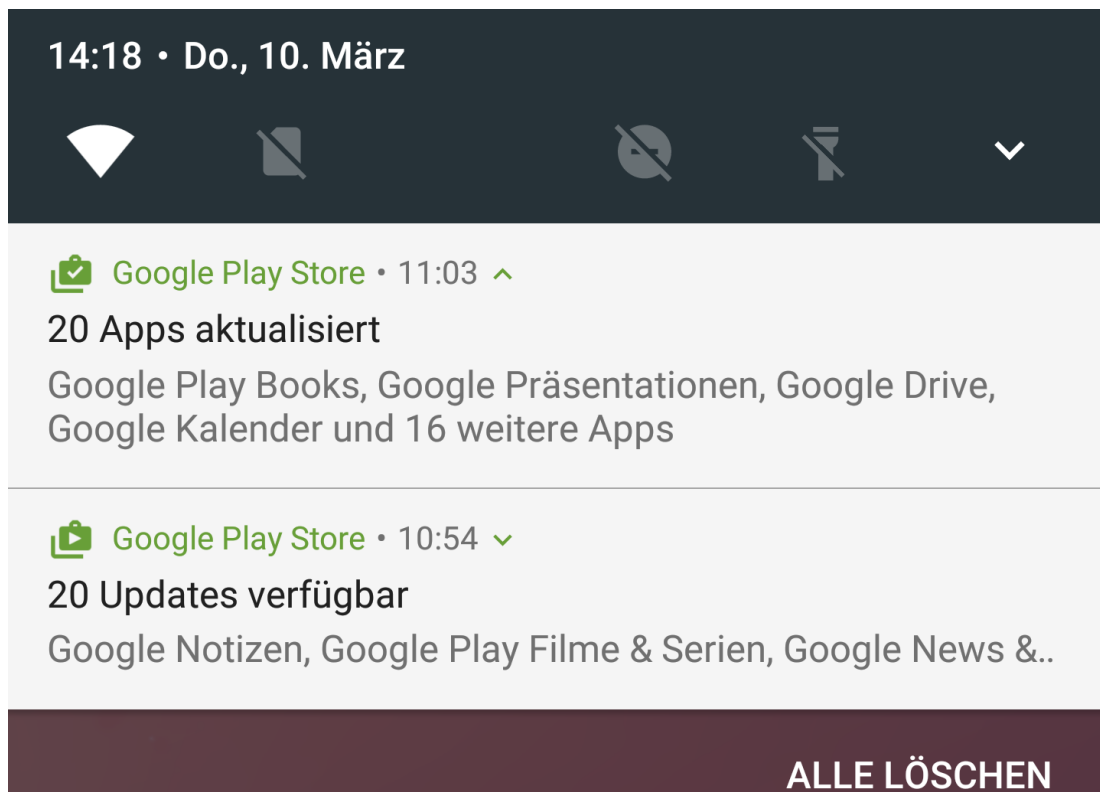 14:18 • Do., 10. März
Google Play Store • 11:03
20 Apps aktualisiert
Google Play Books, Google Präsentationen, Google Drive,
Google Kalender und 16 weitere Apps
Google Play Store • 10:54
20 Updates verfügbar
Google Notizen, Google Play Filme & Serien, Google News &..
ALLE LÖSCHEN